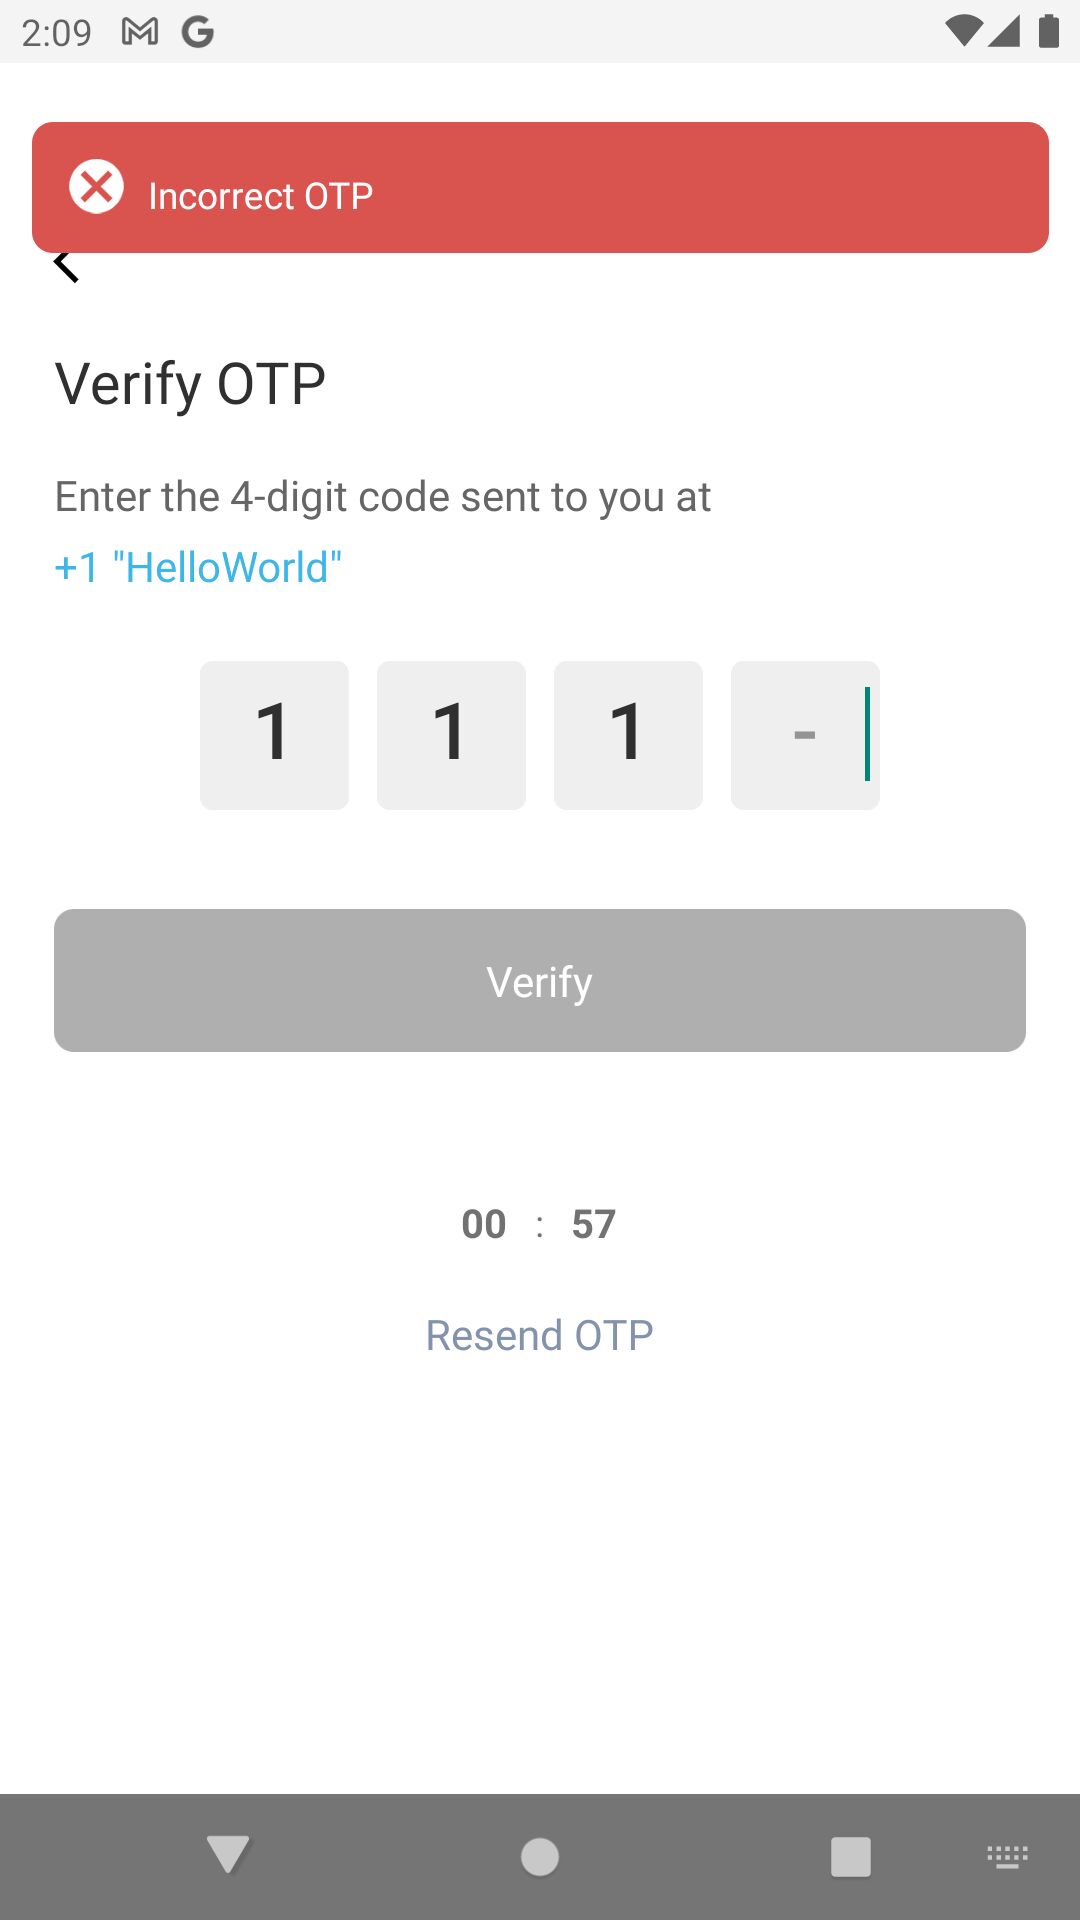 2:09
Incorrect OTP
Verify OTP
Enter the 4-digit code sent to you at
+1 "HelloWorld"
1 1 1 -
Verify
00 : 57
Resend OTP